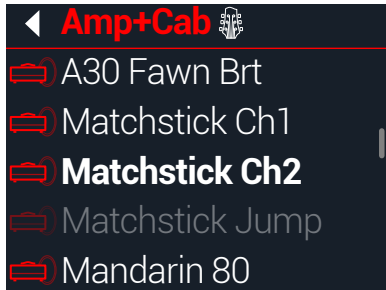 Amp+Cab
A30 Fawn Brt
Matchstick Ch1
Matchstick Ch2
Matchstick Jump
Mandarin 80